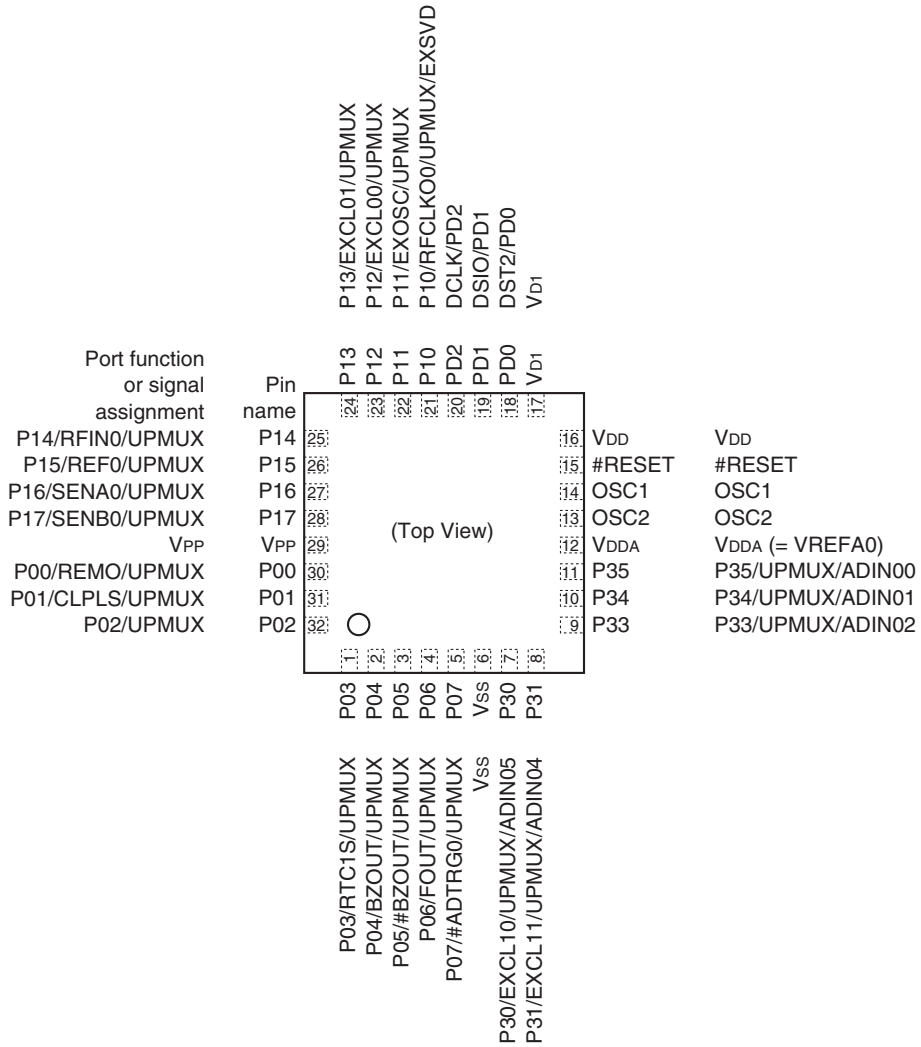 P13/EXCL01/UPMUX
P12/EXCL00/UPMUX
P11/EXOSC/UPMUX
P10/RFCLKO0/UPMUX/EXSVD
DCLK/PD2
DSIO/PD1
DST2/PD0
VD1
P13
P12
P11
P10
PD2
PD1
PD0
VD1
Port function
or signal
assignment
Pin
name
24
23
22
21
20
19
18
17
P14/RFIN0/UPMUX P14 25
P15/REF0/UPMUX P15 26
P16/SENA0/UPMUX P16 27
P17/SENB0/UPMUX P17 28
VPP VPP 29
P00/REMO/UPMUX P00 30
P01/CLPLS/UPMUX P01 31
P02/UPMUX P02 32
(Top View)
16 VDD VDD
15 #RESET #RESET
14 OSC1 OSC1
13 OSC2 OSC2
12 VDDA VDDA (= VREFA0)
11 P35 P35/UPMUX/ADIN00
10 P34 P34/UPMUX/ADIN01
9 P33 P33/UPMUX/ADIN02
1
2
3
4
5
6
7
8
P03
P04
P05
P06
P07
VSS
P30
P31
P03/RTC1S/UPMUX
P04/BZOUT/UPMUX
P05/#BZOUT/UPMUX
P06/FOUT/UPMUX
P07/#ADTRG0/UPMUX
VSS
P30/EXCL10/UPMUX/ADIN05
P31/EXCL11/UPMUX/ADIN04